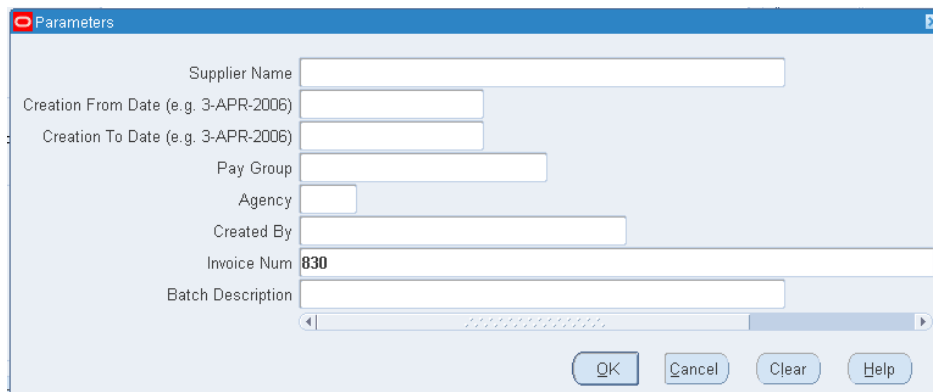 Parameters
Supplier Name
Creation From Date (e.g. 3-APR-2006)
Creation To Date (e.g. 3-APR-2006)
Pay Group
Agency
Created By
Invoice Num 830
Batch Description
OK Cancel Clear Help